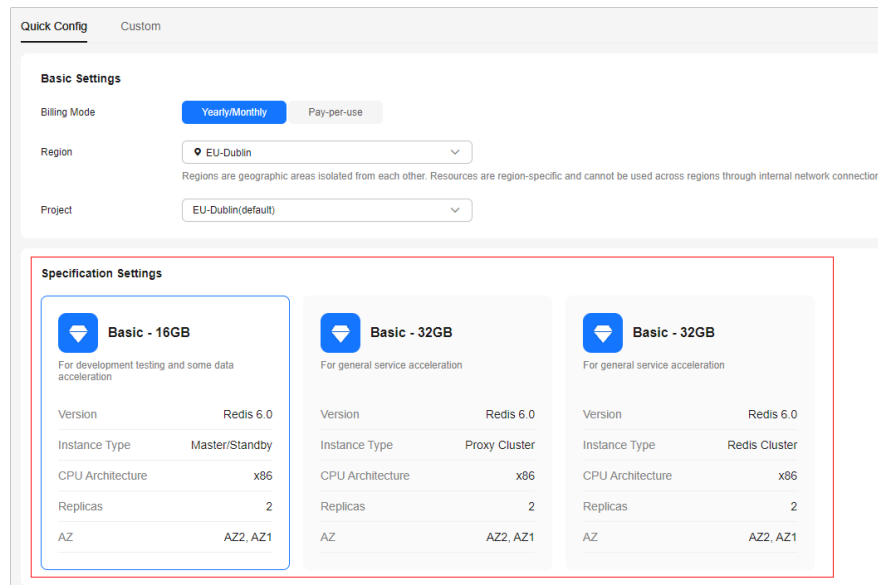 Quick Config Custom
Basic Settings
Billing Mode Yearly/Monthly Pay-per-use
Region EU-Dublin
Regions are geographic areas isolated from each other. Resources are region-specific and cannot be used across regions through internal network connection
Project EU-Dublin(default)
Specification Settings
Basic - 16GB
For development testing and some data
acceleration
Version Redis 6.0
Instance Type Master/Standby
CPU Architecture x86
Replicas 2
AZ AZ2, AZ1
Basic - 32GB
For general service acceleration
Version Redis 6.0
Instance Type Proxy Cluster
CPU Architecture x86
Replicas 2
AZ AZ2, AZ1
Basic - 32GB
For general service acceleration
Version Redis 6.0
Instance Type Redis Cluster
CPU Architecture x86
Replicas 2
AZ AZ2, AZ1